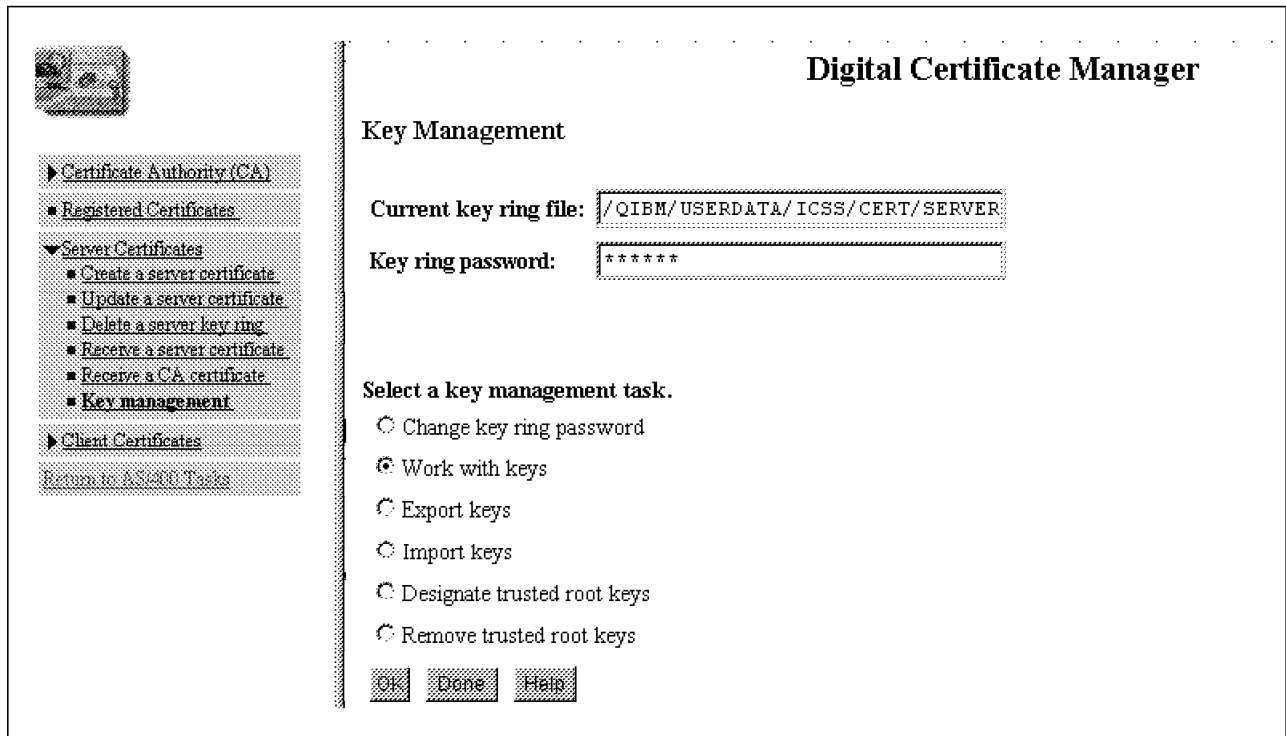 Digital Certificate Manager
Certificate Authority (CA)
Registered Certificates
Server Certificates
Create a server certificate
Update a server certificate
Delete a server key ring
Receive a server certificate
Receive a CA certificate
Key management
Client Certificates
Return to AS/400 Tasks
Key Management
Current key ring file: /QIBM/USERDATA/ICSS/CERT/SERVER
Key ring password: ******
Select a key management task.
Change key ring password
Work with keys
Export keys
Import keys
Designate trusted root keys
Remove trusted root keys
OK Done Help